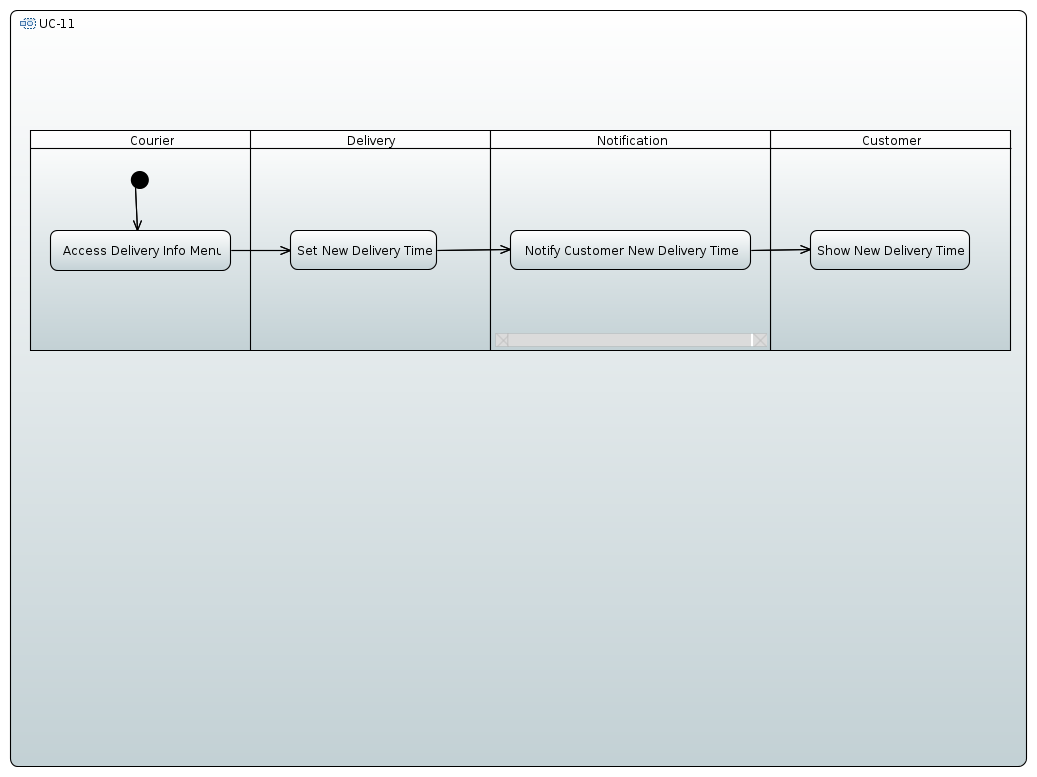 UC-11
Courier
Delivery
Notification
Customer
Access Delivery Info Menu
Set New Delivery Time
Notify Customer New Delivery Time
Show New Delivery Time